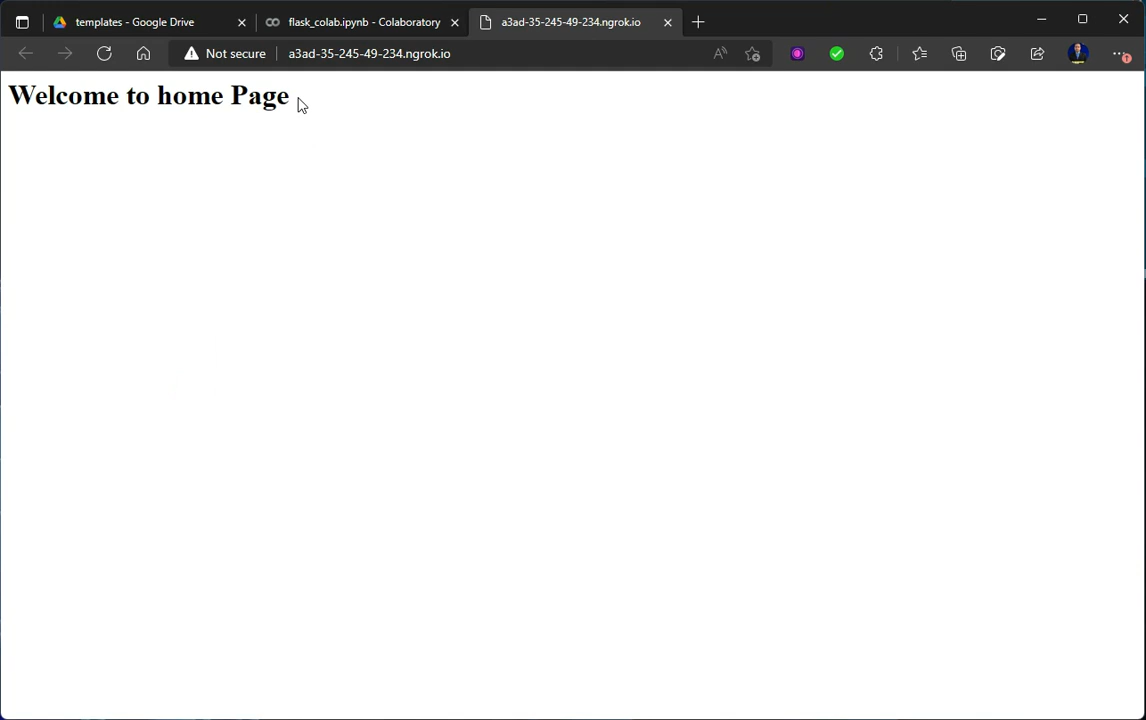 templates - Google Drive
flask_colab.ipynb - Colaboratory
a3ad-35-245-49-234.ngrok.io
Not secure
a3ad-35-245-49-234.ngrok.io
Welcome to home Page